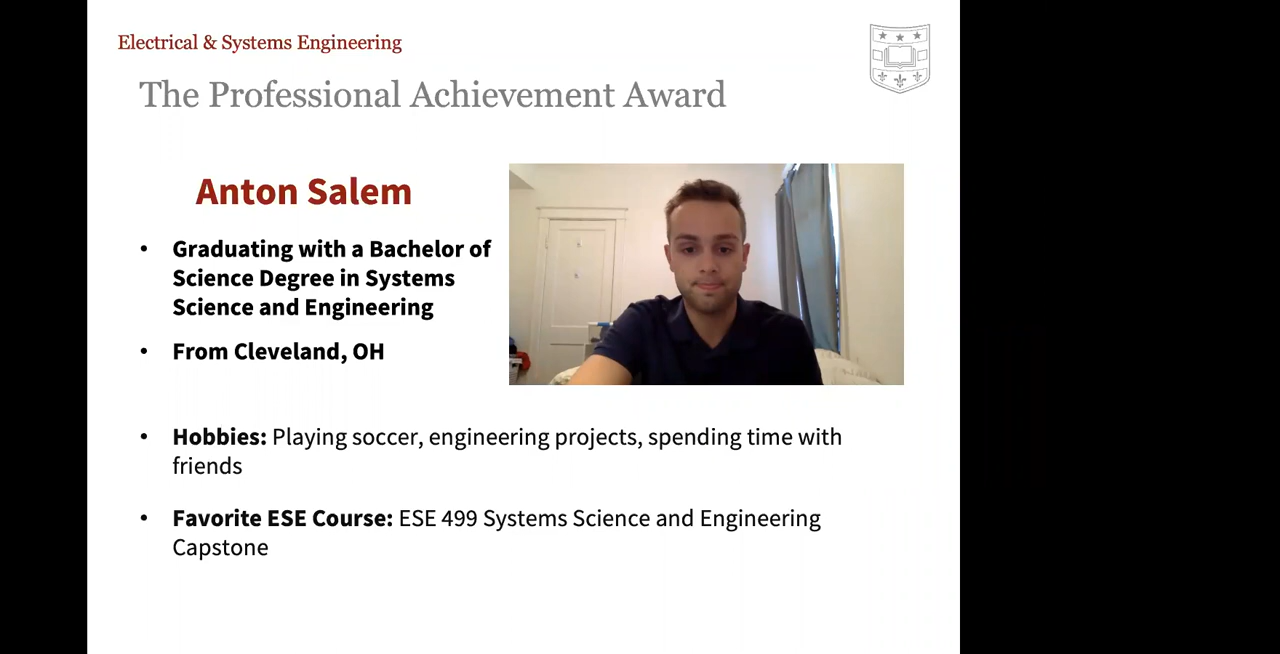 Electrical & Systems Engineering
The Professional Achievement Award
Anton Salem
• Graduating with a Bachelor of
Science Degree in Systems
Science and Engineering
• From Cleveland, OH
• Hobbies: Playing soccer, engineering projects, spending time with
friends
• Favorite ESE Course: ESE 499 Systems Science and Engineering
Capstone